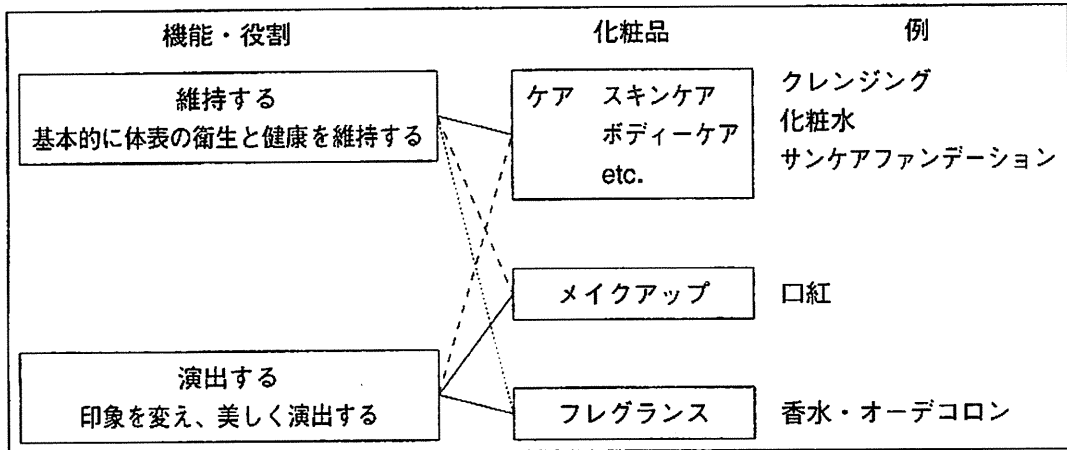 機能・役割 化粧品 例
維持する
基本的に体表の衛生と健康を維持する
ケア スキンケア
ボディーケア
etc.
クレンジング
化粧水
サンケアファンデーション
メイクアップ 口紅
演出する
印象を変え、美しく演出する
フレグランス 香水・オーデコロン